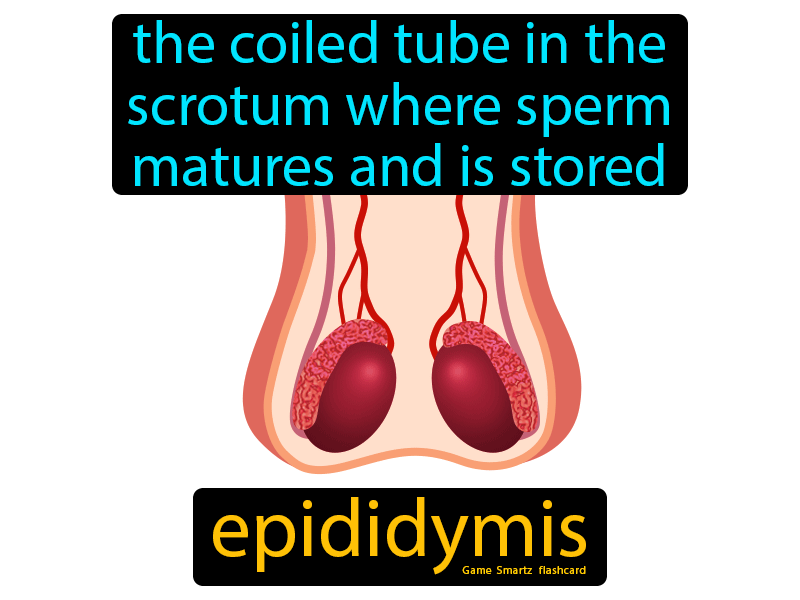 the coiled tube in the
scrotum where sperm
matures and is stored
epididymis
Game Smartz flashcard